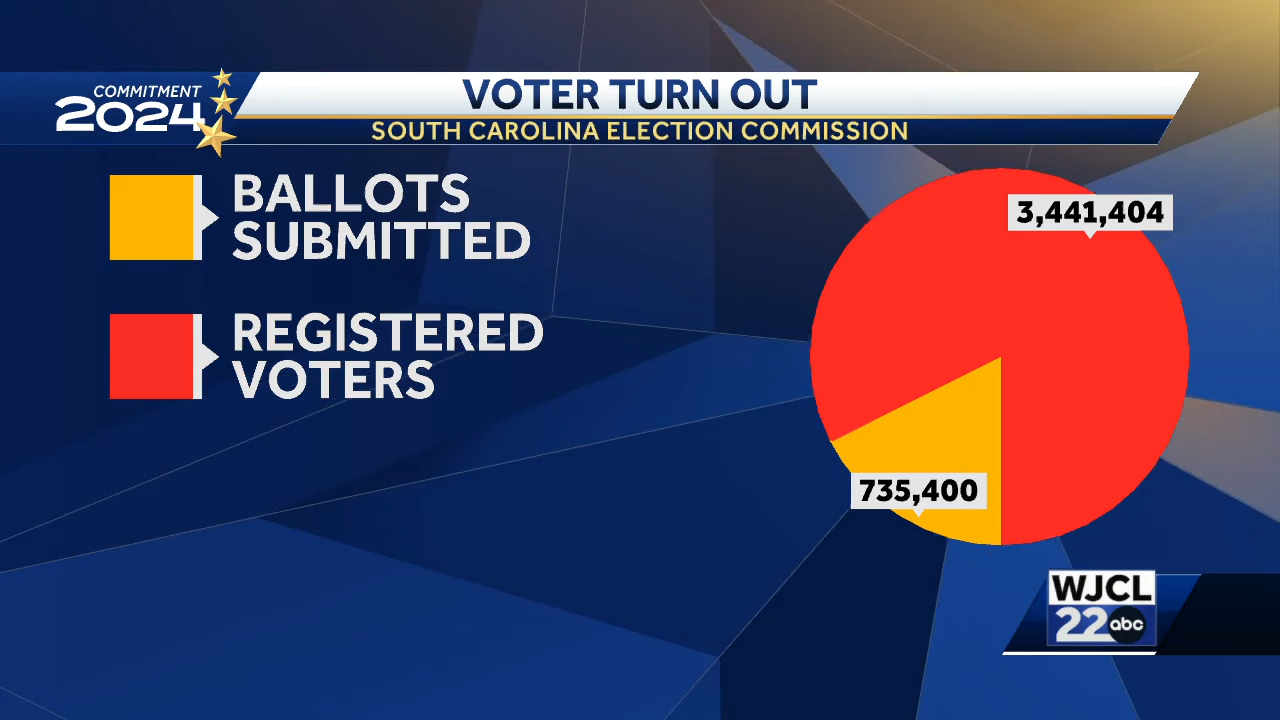 COMMITMENT
2024
VOTER TURN OUT
SOUTH CAROLINA ELECTION COMMISSION
BALLOTS
SUBMITTED
REGISTERED
VOTERS
3,441,404
735,400
WJCL
22 abc